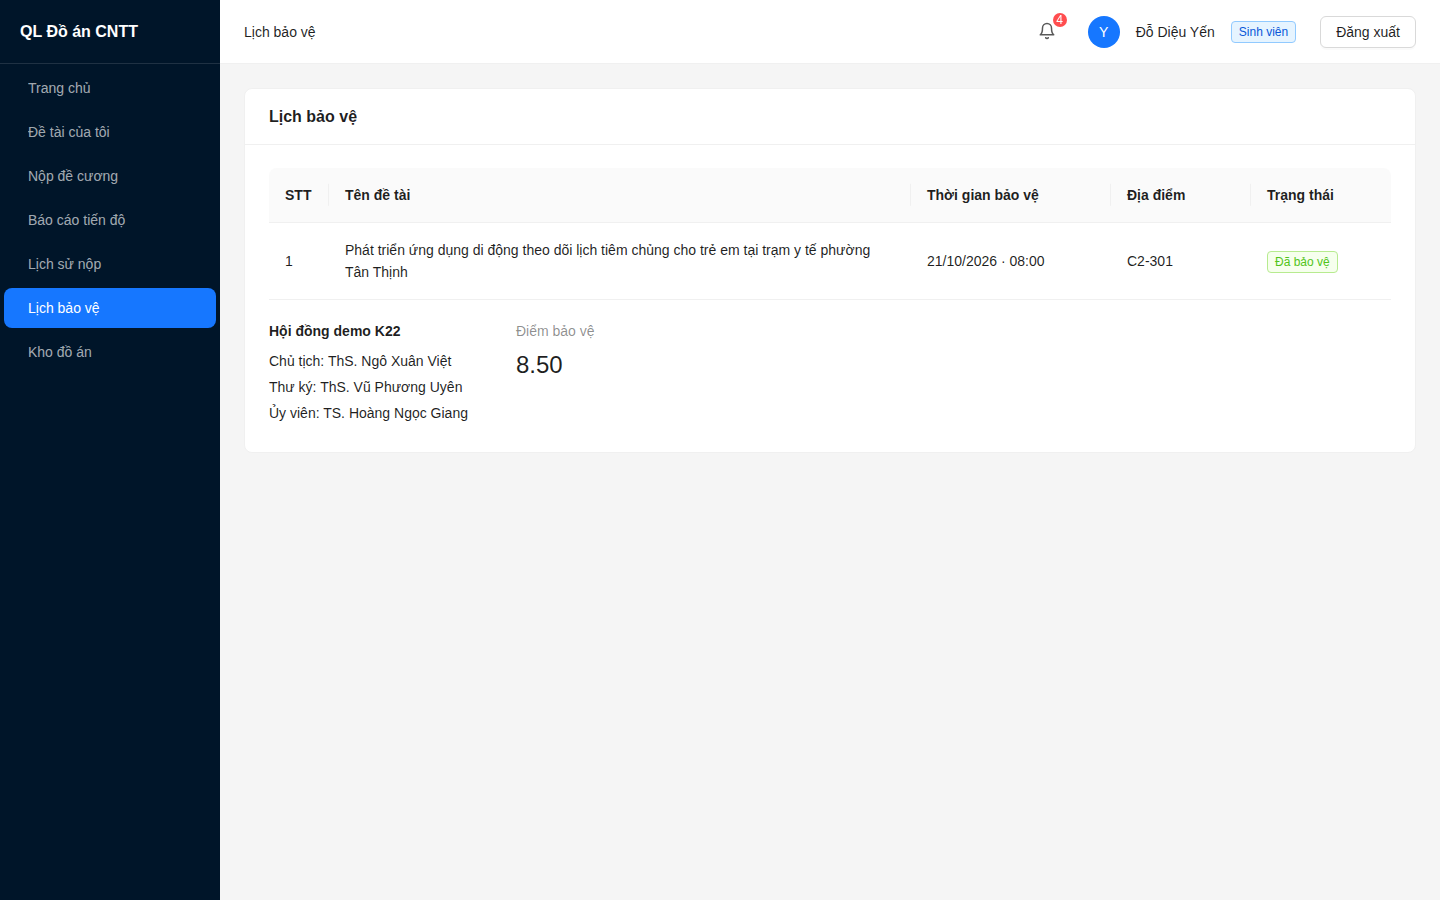 QL Đồ án CNTT
Trang chủ
Đề tài của tôi
Nộp đề cương
Báo cáo tiến độ
Lịch sử nộp
Lịch bảo vệ
Kho đồ án
Lịch bảo vệ
4
Y
Đỗ Diệu Yến
Sinh viên
Đăng xuất
Lịch bảo vệ
STT Tên đề tài Thời gian bảo vệ Địa điểm Trạng thái
1 Phát triển ứng dụng di động theo dõi lịch tiêm chủng cho trẻ em tại trạm y tế phường
Tân Thịnh
21/10/2026 · 08:00 C2-301 Đã bảo vệ
Hội đồng demo K22
Chủ tịch: ThS. Ngô Xuân Việt
Thư ký: ThS. Vũ Phương Uyên
Ủy viên: TS. Hoàng Ngọc Giang
Điểm bảo vệ
8.50